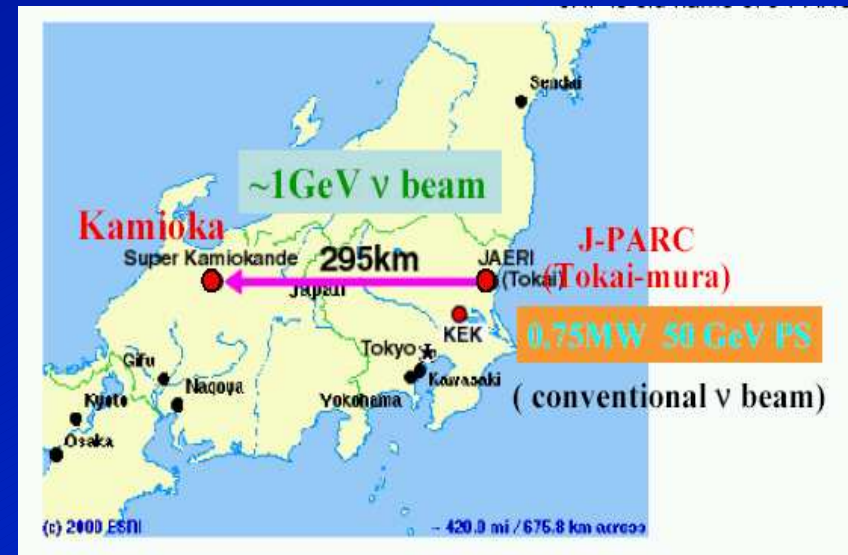 Sendai
~1GeV ν beam
Kamioka
Super Kamiokande
295km
JAERI
(Tokai)
J-PARC
(Tokai-mura)
Japan
KEK
0.75MW 50 GeV PS
Tokyo
Gifu
Nagoya
Kawasaki
Yokohama
( conventional ν beam)
Kyoto
Osaka
(c) 2000 ESRI
~ 420.0 mi / 675.8 km across